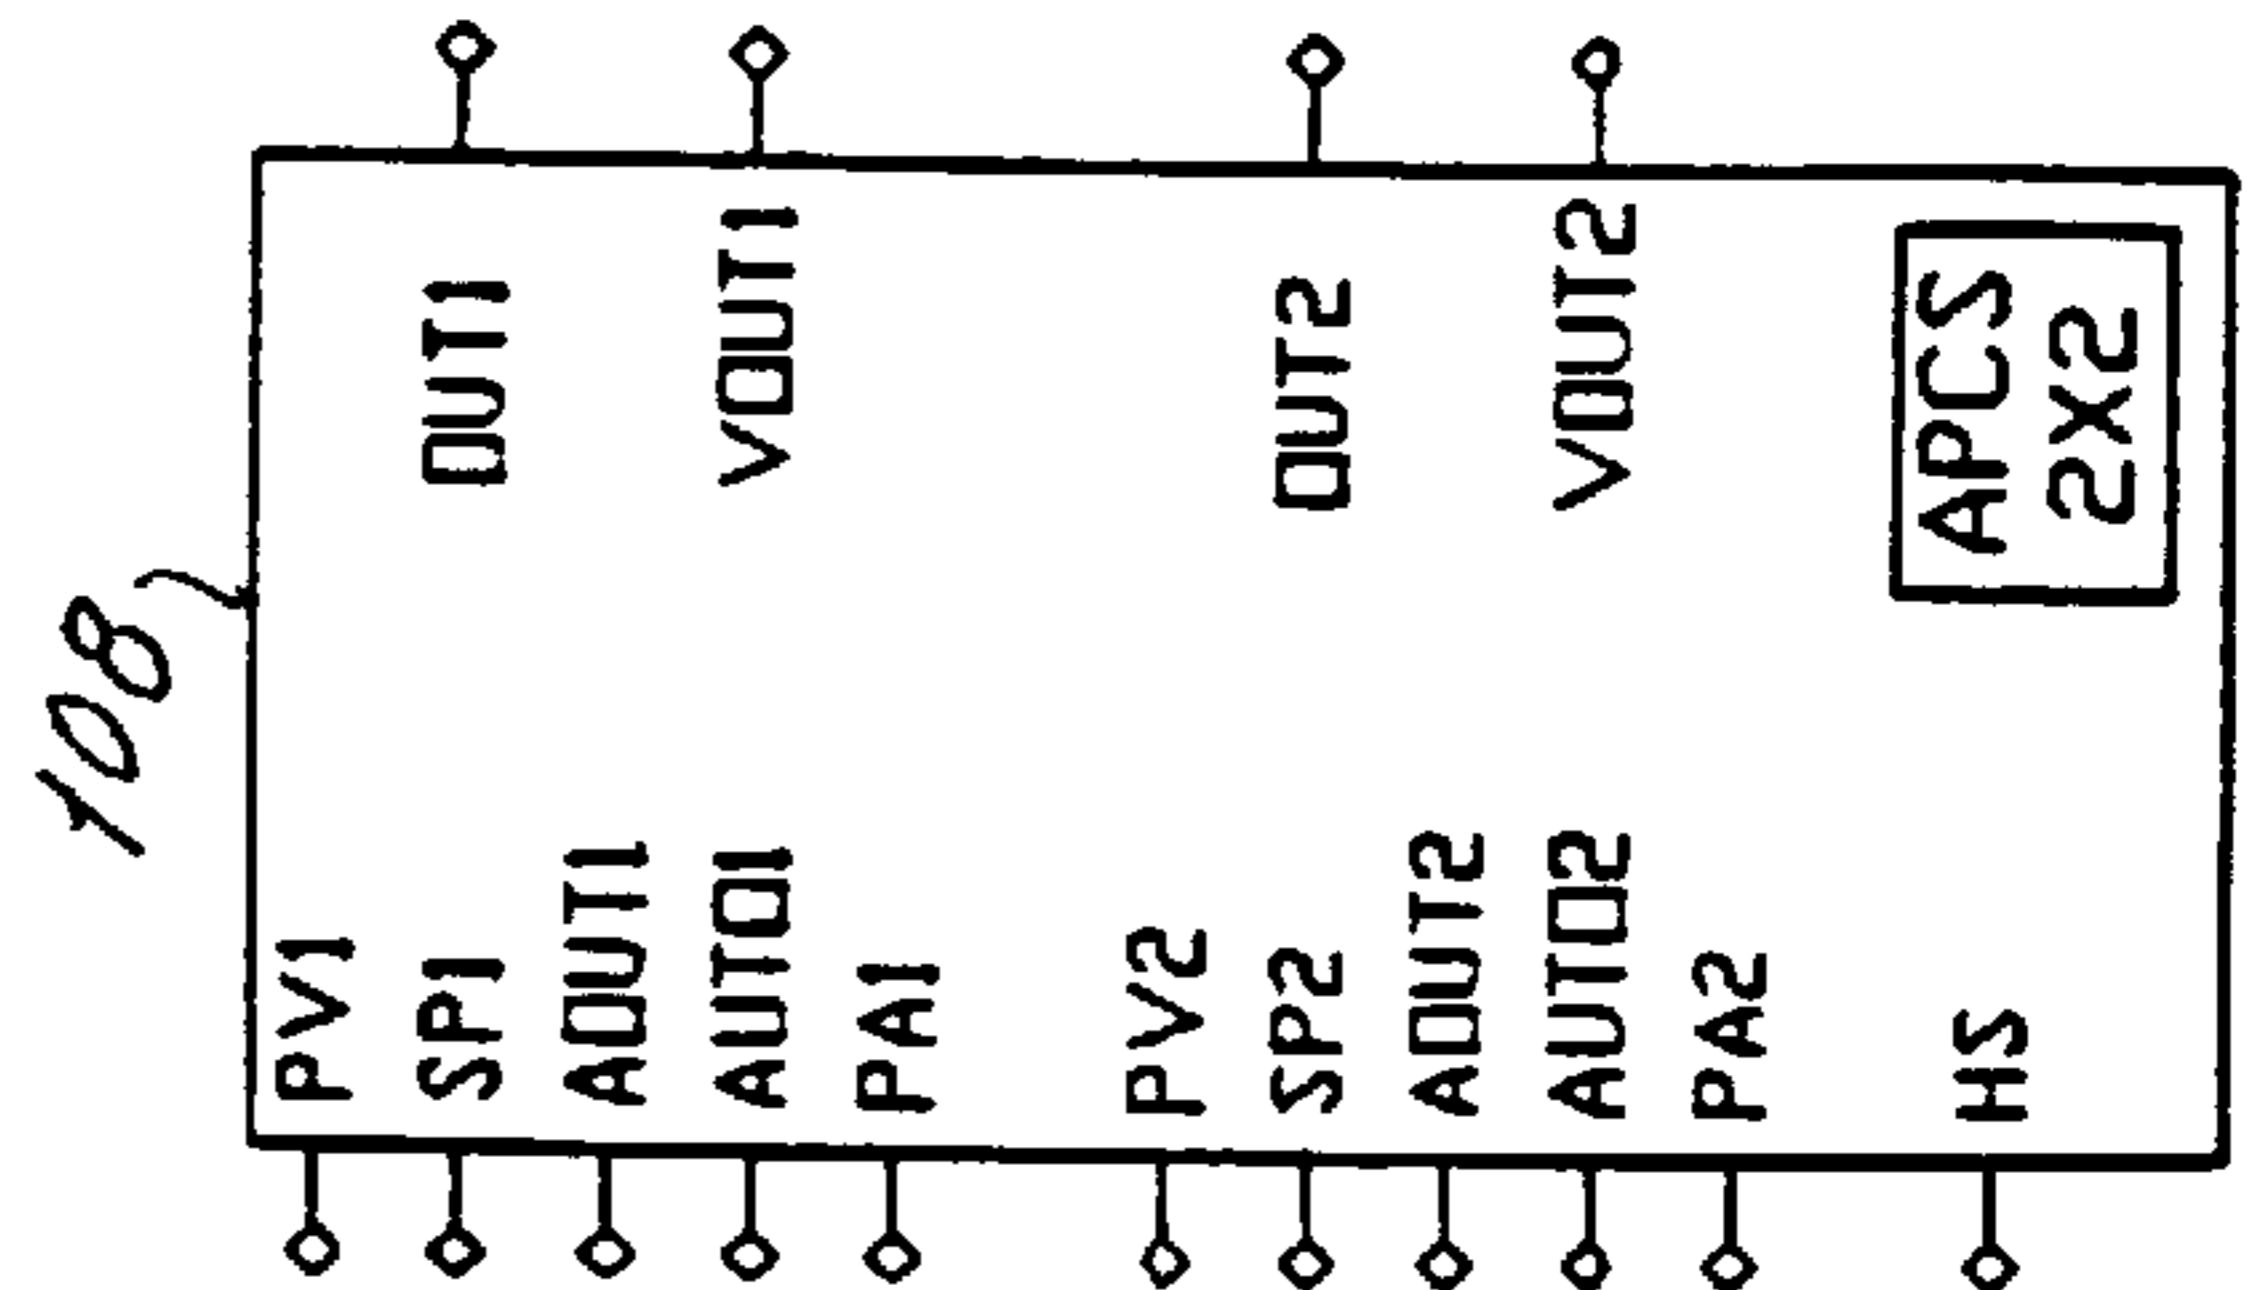 108
PV1
SP1
AOUT1
AUTO1
PA1
PV2
SP2
AOUT2
AUTO2
PA2
HS
OUT1
VOUT1
OUT2
VOUT2
APCS
2X2